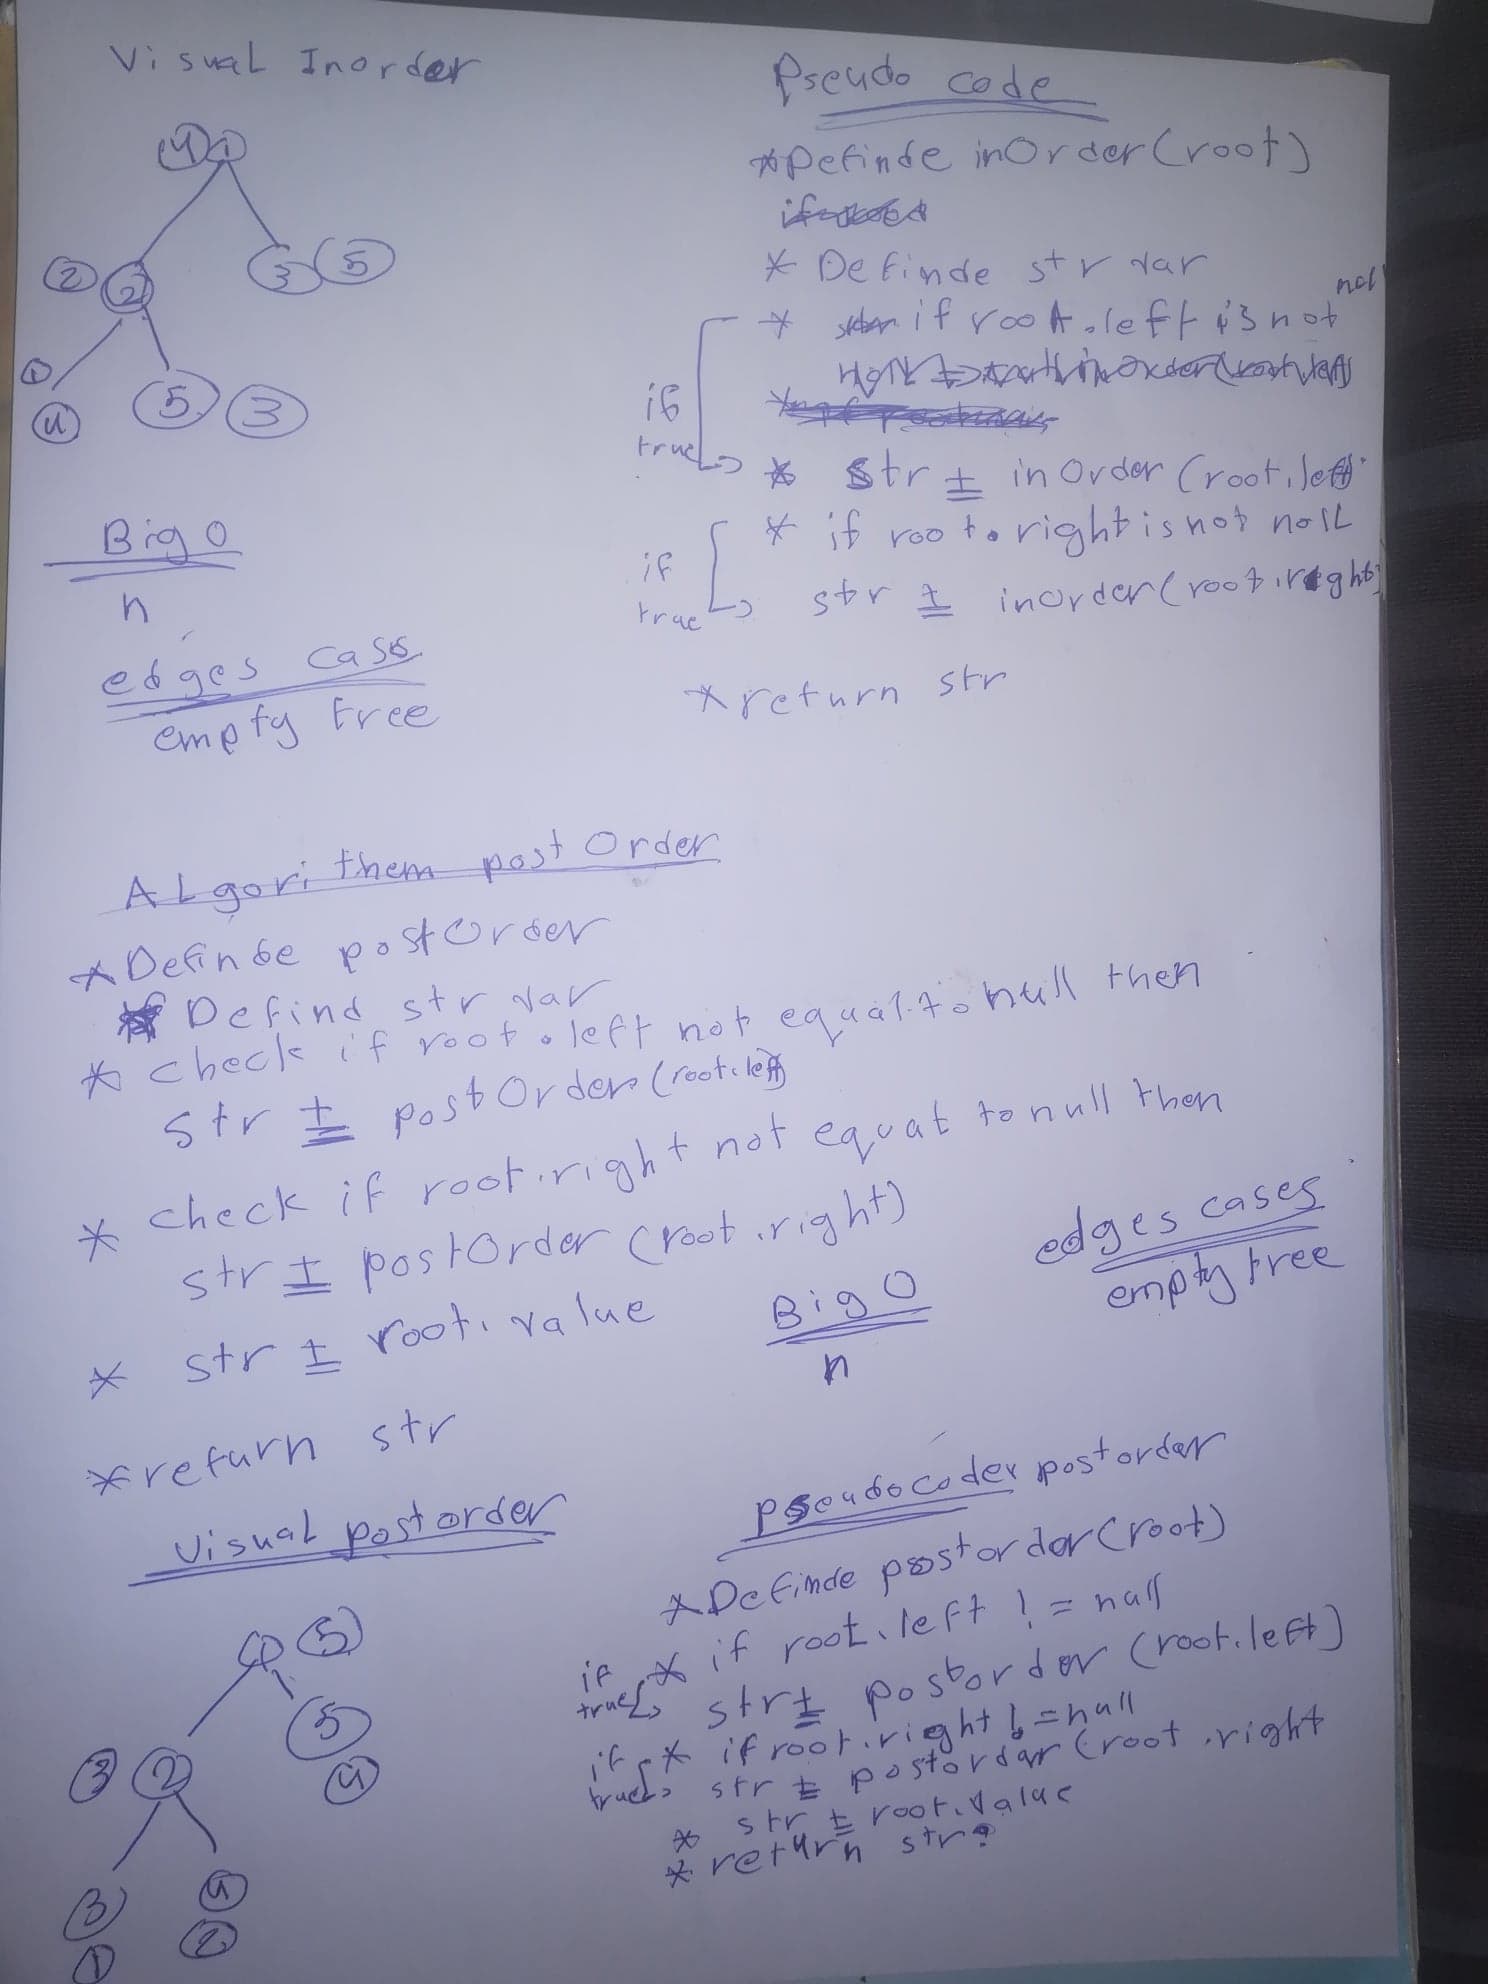 Visual Inorder
4 1
2 2
3 5
1
4
5 3
Big O
n
edges case
empty tree
Pseudo code
* Definde inOrder (root)
* Definde str var
* if root.left is not null
if true
* str += inOrder (root.left)
* if root.right is not null
if true
str += inorder (root.right)
* return str
ALgorithem post Order
* Definde postOrder
* Defind str var
* check if root.left not equal to null then
str += postOrder (root.left)
* check if root.right not equat to null then
str += postOrder (root.right)
* str += root.value
* return str
Big O
n
edges cases
empty tree
Visual postorder
5
5
4
3 2
3
1
4
2
pseudocoder postorder
* Definde postorder (root)
if true
* if root.left != null
str += postorder (root.left)
if true
* if root.right != null
str += postorder (root.right
* str += root.value
* return str